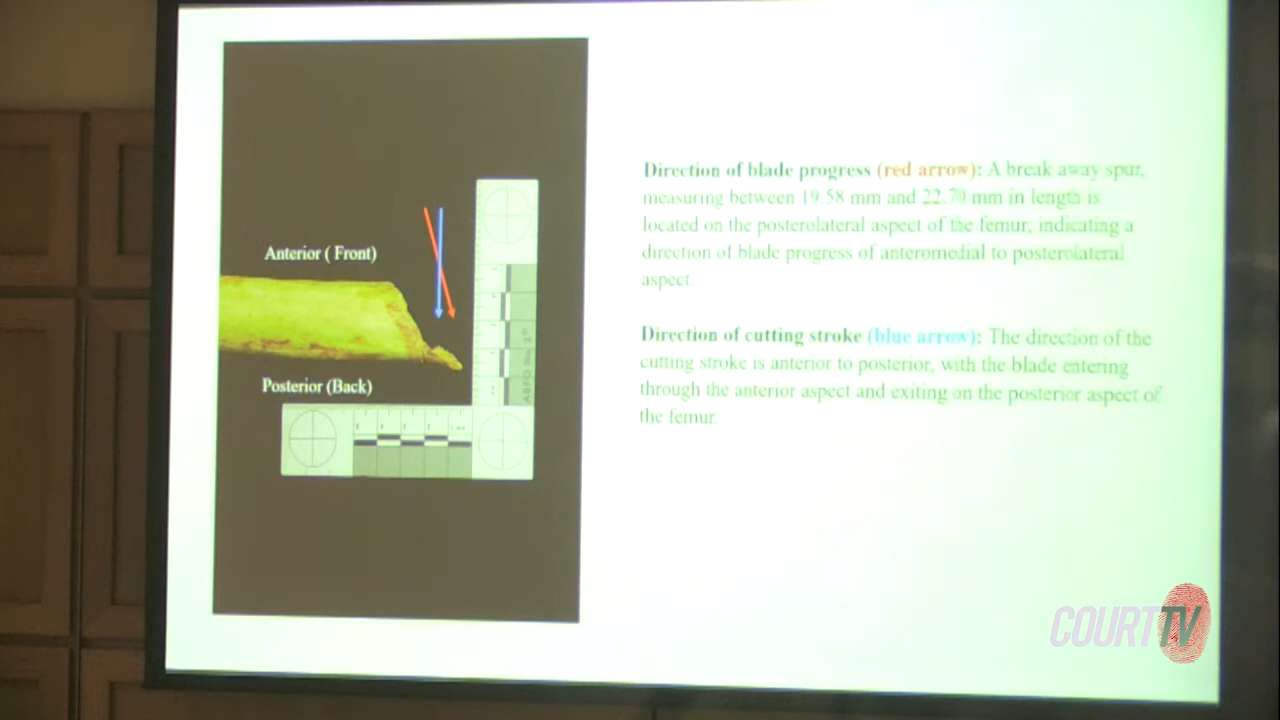 Anterior ( Front)
Posterior (Back)
ABFO No. 2
Direction of blade progress (red arrow): A break away spur,
measuring between 19.58 mm and 22.70 mm in length is
located on the posterolateral aspect of the femur, indicating a
direction of blade progress of anteromedial to posterolateral
aspect.
Direction of cutting stroke (blue arrow): The direction of the
cutting stroke is anterior to posterior, with the blade entering
through the anterior aspect and exiting on the posterior aspect of
the femur.
COURT TV